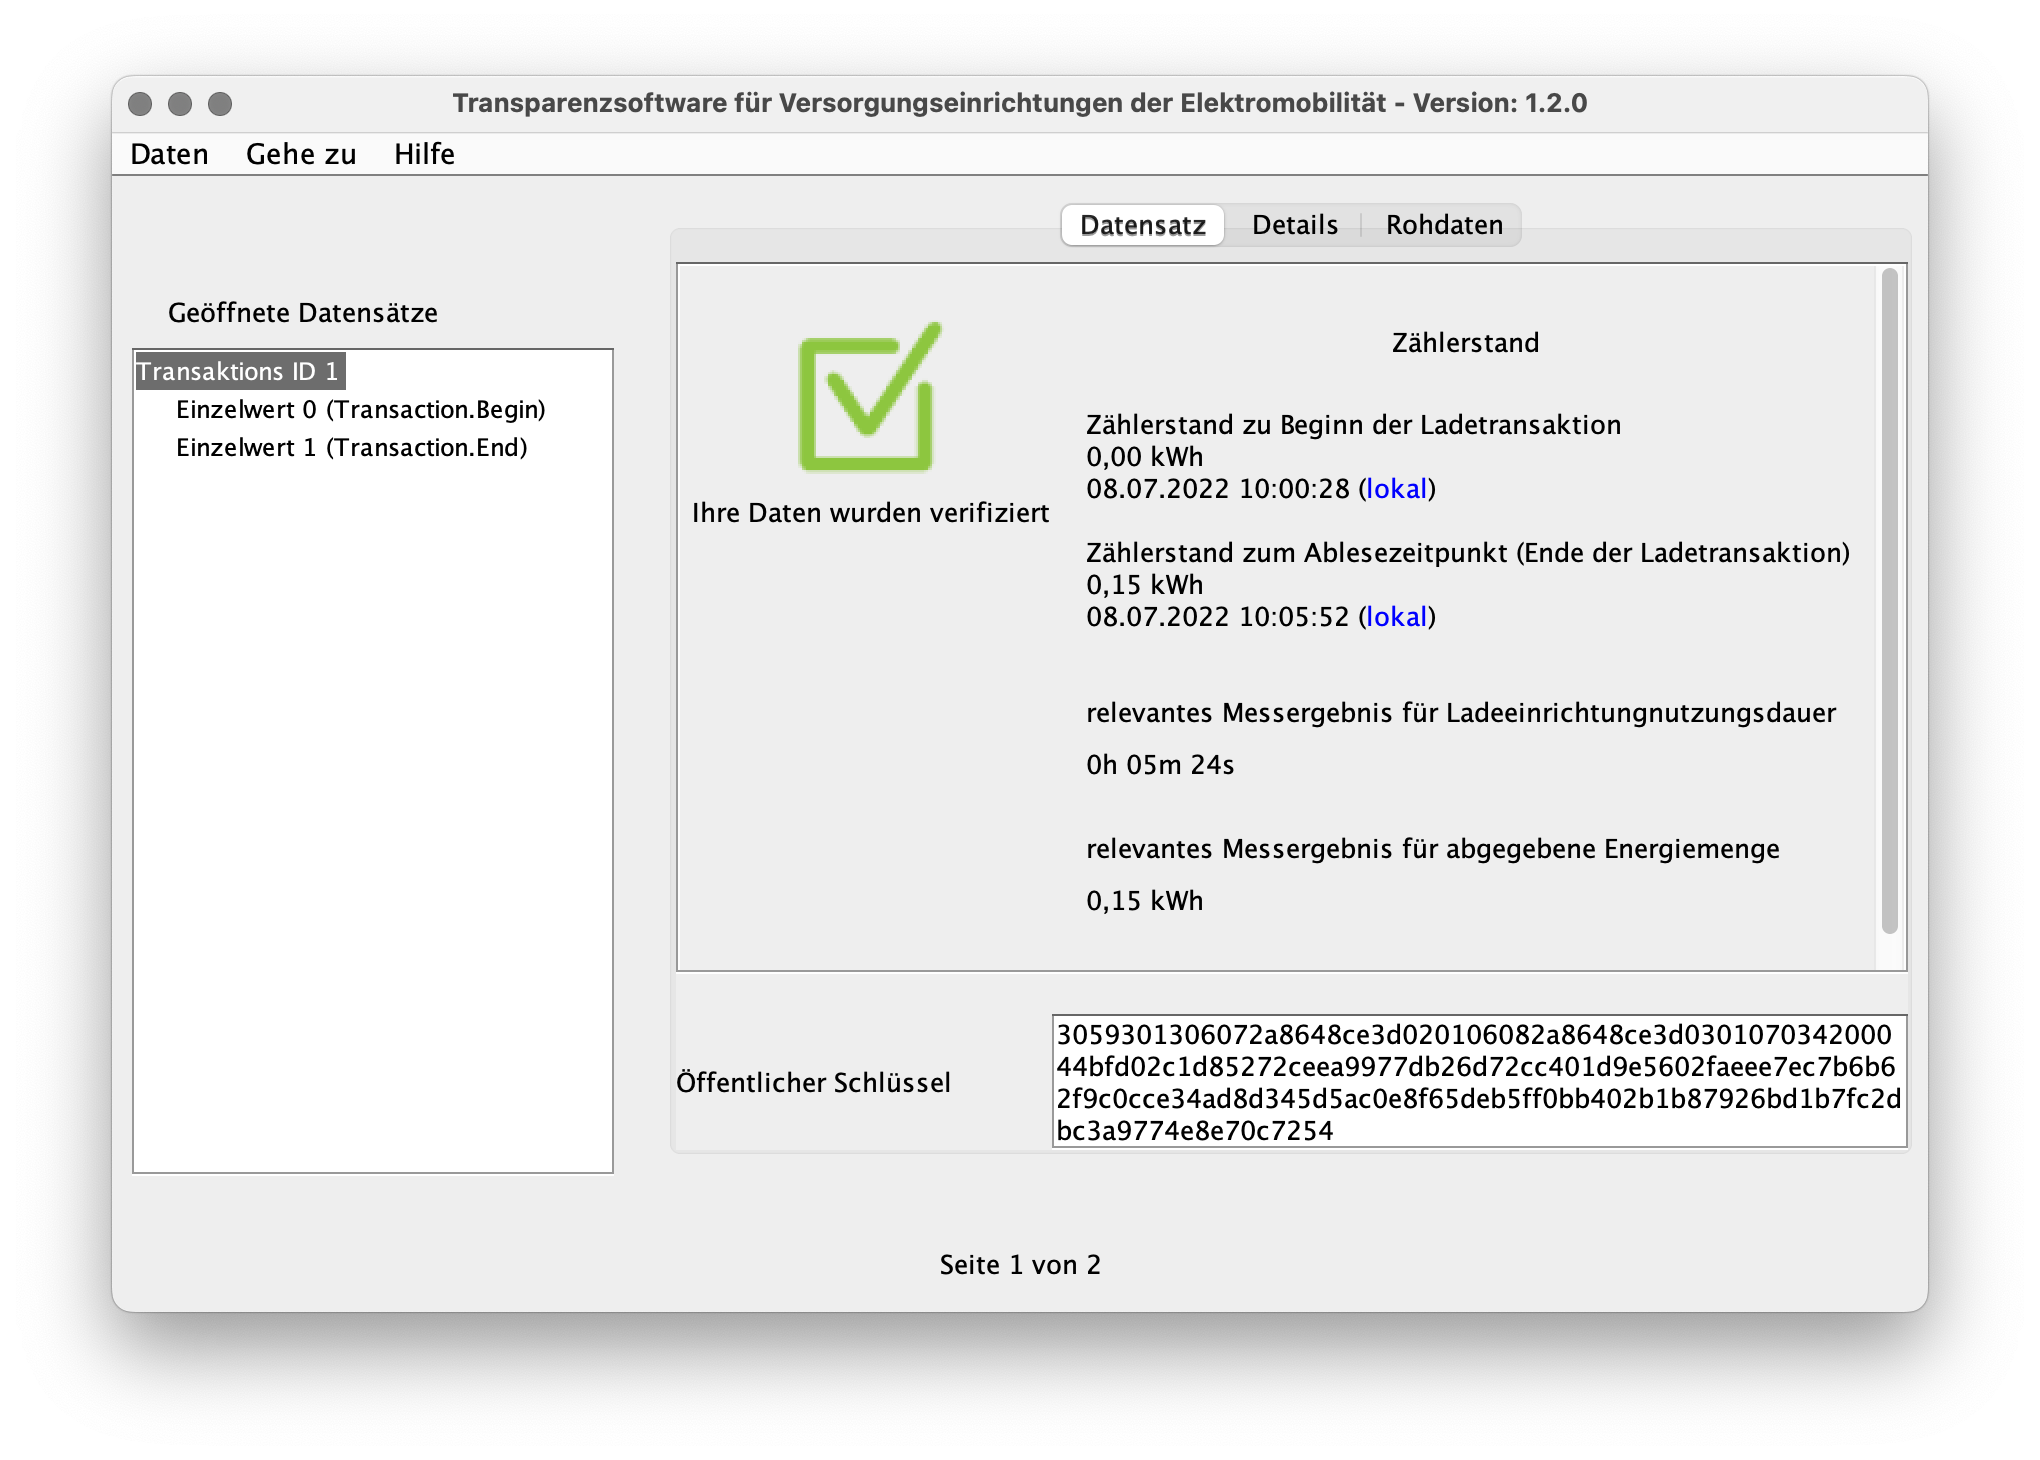 Transparenzsoftware für Versorgungseinrichtungen der Elektromobilität - Version: 1.2.0
Daten Gehe zu Hilfe
Datensatz Details Rohdaten
Geöffnete Datensätze
Transaktions ID 1
Einzelwert 0 (Transaction.Begin)
Einzelwert 1 (Transaction.End)
Ihre Daten wurden verifiziert
Zählerstand
Zählerstand zu Beginn der Ladetransaktion
0,00 kWh
08.07.2022 10:00:28 (lokal)
Zählerstand zum Ablesezeitpunkt (Ende der Ladetransaktion)
0,15 kWh
08.07.2022 10:05:52 (lokal)
relevantes Messergebnis für Ladeeinrichtungnutzungsdauer
0h 05m 24s
relevantes Messergebnis für abgegebene Energiemenge
0,15 kWh
Öffentlicher Schlüssel
3059301306072a8648ce3d020106082a8648ce3d0301070342000
44bfd02c1d85272ceea9977db26d72cc401d9e5602faeee7ec7b6b6
2f9c0cce34ad8d345d5ac0e8f65deb5ff0bb402b1b87926bd1b7fc2d
bc3a9774e8e70c7254
Seite 1 von 2